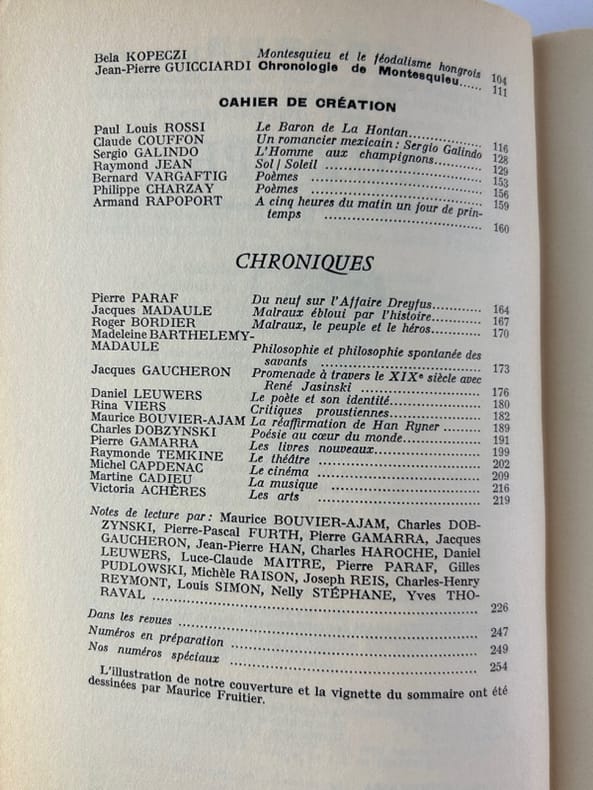 Bela KOPECZI Montesquieu et le féodalisme hongrois 104
Jean-Pierre GUICCIARDI Chronologie de Montesquieu...... 111
CAHIER DE CRÉATION
Paul Louis ROSSI Le Baron de La Hontan.............. 116
Claude COUFFON Un romancier mexicain : Sergio Galindo 128
Sergio GALINDO L'Homme aux champignons.......... 129
Raymond JEAN Sol / Soleil .......... 153
Bernard VARGAFTIG Poèmes .......... 156
Philippe CHARZAY Poèmes .......... 159
Armand RAPOPORT A cinq heures du matin un jour de prin-
temps .......... 160
CHRONIQUES
Pierre PARAF Du neuf sur l'Affaire Dreyfus............ 164
Jacques MADAULE Malraux ébloui par l'histoire............ 167
Roger BORDIER Malraux, le peuple et le héros............ 170
Madeleine BARTHELEMY-
MADAULE Philosophie et philosophie spontanée des
savants .......... 173
Jacques GAUCHERON Promenade à travers le XIXe siècle avec
René Jasinski .......... 176
Daniel LEUWERS Le poète et son identité.......... 180
Rina VIERS Critiques proustiennes.......... 182
Maurice BOUVIER-AJAM La réaffirmation de Han Ryner ........ 189
Charles DOBZYNSKI Poésie au cœur du monde.......... 191
Pierre GAMARRA Les livres nouveaux.......... 199
Raymonde TEMKINE Le théâtre .......... 202
Michel CAPDENAC Le cinéma .......... 209
Martine CADIEU La musique .......... 216
Victoria ACHÈRES Les arts .......... 219
Notes de lecture par : Maurice BOUVIER-AJAM, Charles DOB-
ZYNSKI, Pierre-Pascal FURTH, Pierre GAMARRA, Jacques
GAUCHERON, Jean-Pierre HAN, Charles HAROCHE, Daniel
LEUWERS, Luce-Claude MAITRE, Pierre PARAF, Gilles
PUDLOWSKI, Michèle RAISON, Joseph REIS, Charles-Henry
REYMONT, Louis SIMON, Nelly STÉPHANE, Yves THO-
RAVAL .......... 226
Dans les revues .......... 247
Numéros en préparation .......... 249
Nos numéros spéciaux .......... 254
L'illustration de notre couverture et la vignette du sommaire ont été
dessinées par Maurice Fruitier.